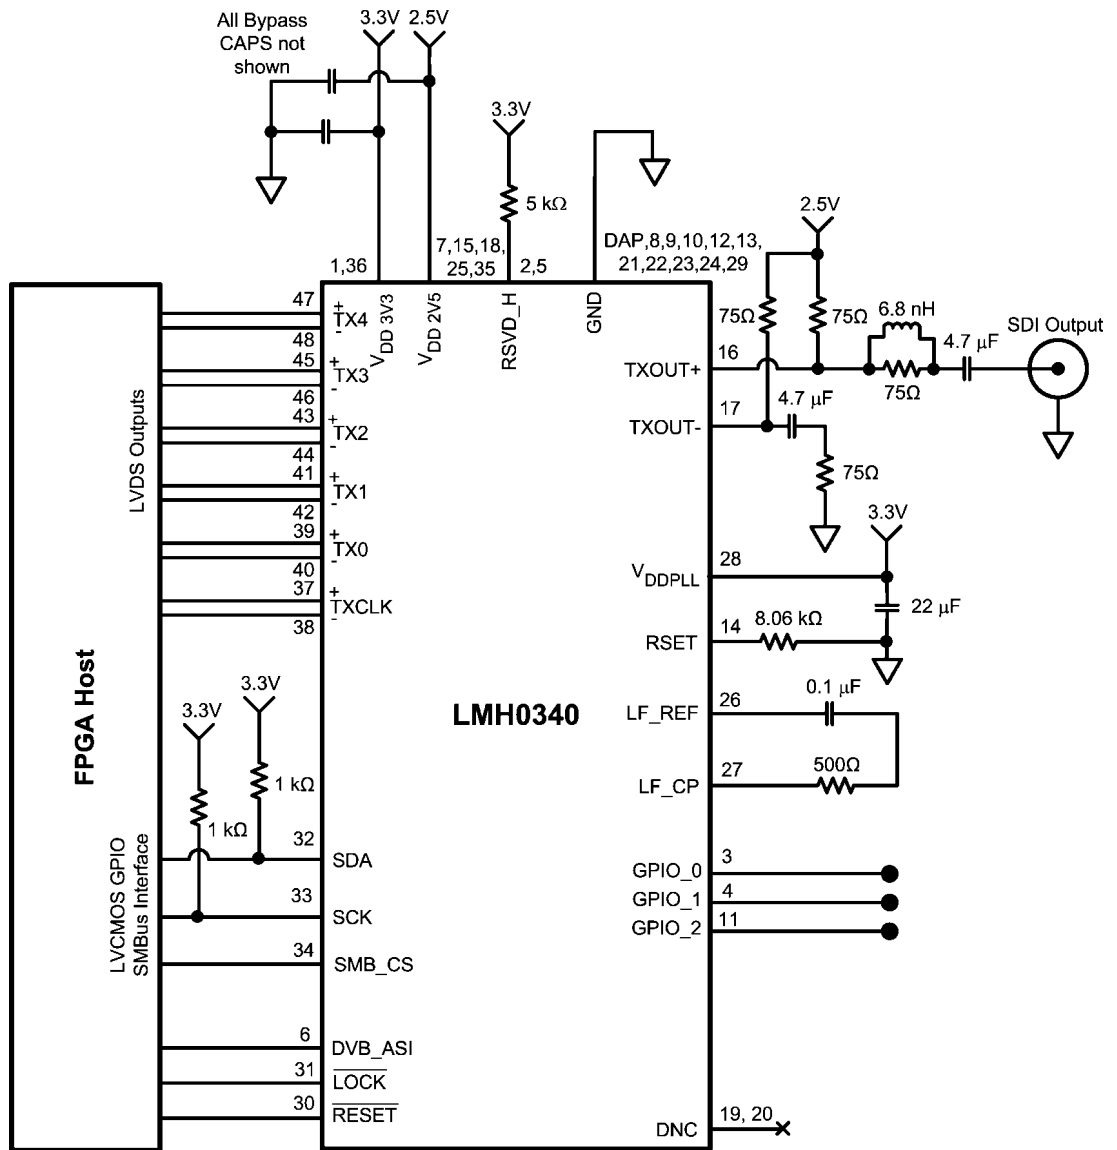 All Bypass
CAPS not
shown
3.3V
2.5V
3.3V
5 kΩ
2.5V
1,36
7,15,18,
25,35
2,5
DAP,8,9,10,12,13,
21,22,23,24,29
VDD 3V3
VDD 2V5
RSVD_H
GND
75Ω
75Ω
6.8 nH
4.7 µF
SDI Output
75Ω
TXOUT+
16
TXOUT-
17
4.7 µF
75Ω
3.3V
VDDPLL
28
22 µF
RSET
14
8.06 kΩ
LF_REF
26
0.1 µF
LF_CP
27
500Ω
GPIO_0
3
GPIO_1
4
GPIO_2
11
DNC
19, 20
LMH0340
FPGA Host
LVDS Outputs
47
+
TX4
-
48
45
+
TX3
-
46
43
+
TX2
-
44
41
+
TX1
-
42
39
+
TX0
-
40
37
+
TXCLK
-
38
3.3V
3.3V
1 kΩ
1 kΩ
LVCMOS GPIO
SMBus Interface
32
SDA
33
SCK
34
SMB_CS
6
DVB_ASI
31
LOCK
30
RESET